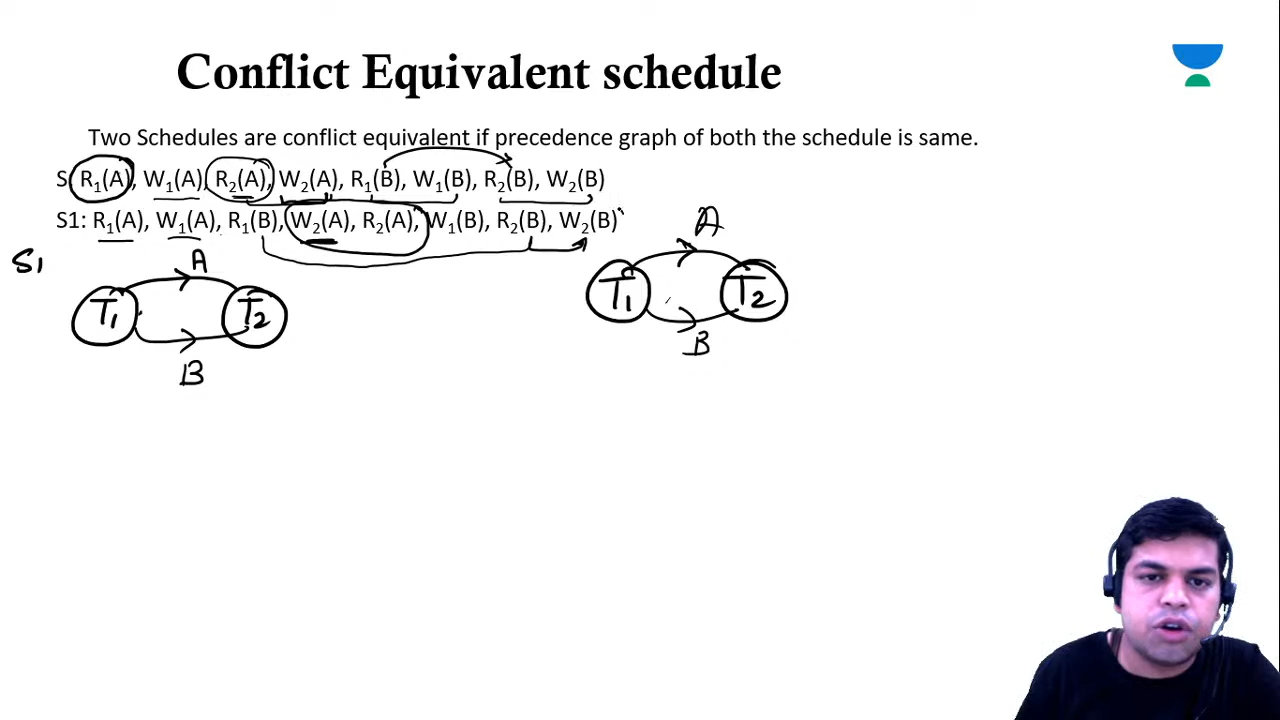 Conflict Equivalent schedule
Two Schedules are conflict equivalent if precedence graph of both the schedule is same.
S R₁(A), W₁(A), R₂(A), W₂(A), R₁(B), W₁(B), R₂(B), W₂(B)
S1: R₁(A), W₁(A), R₁(B), W₂(A), R₂(A), W₁(B), R₂(B), W₂(B)
S1
A
T₁ T₂
B
A
T₁ T₂
B